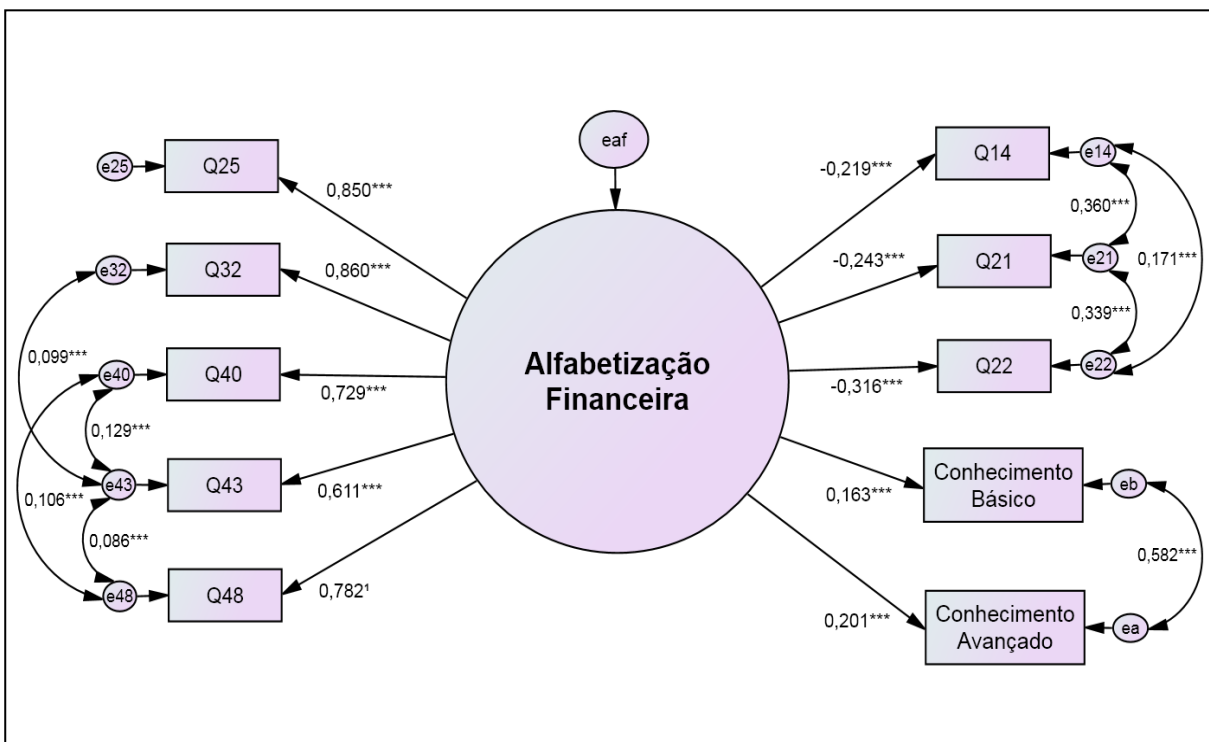 eaf
e25
Q25
0,850***
e32
Q32
0,860***
0,099***
e40
Q40
0,729***
0,129***
e43
Q43
0,611***
0,106***
0,086***
e48
Q48
0,782¹
Alfabetização
Financeira
-0,219***
Q14
e14
0,360***
-0,243***
Q21
e21
0,171***
0,339***
-0,316***
Q22
e22
0,163***
Conhecimento
Básico
eb
0,582***
0,201***
Conhecimento
Avançado
ea